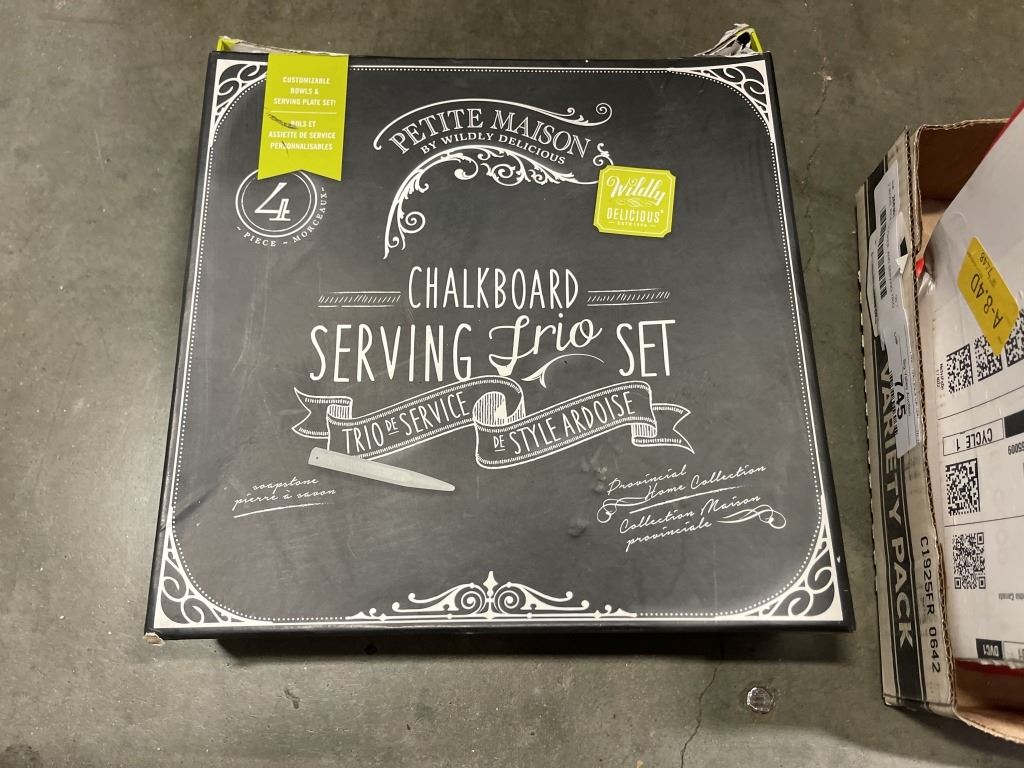 CUSTOMIZABLE
BOWLS &
SERVING PLATE SET!
BOLS ET
ASSIETTE DE SERVICE
PERSONNALISABLES
4
~ PIECE ~ MORCEAUX ~
PETITE MAISON
BY WILDLY DELICIOUS
Wildly
DELICIOUS
CHALKBOARD
SERVING Trio SET
TRIO DE SERVICE
DE STYLE ARDOISE
soapstone
pierre à savon
Provincial
Home Collection
Collection Maison
provinciale
A-8.4D
745
VARIETY PACK
C1925FR 0642
CYCLE 1
DVC1